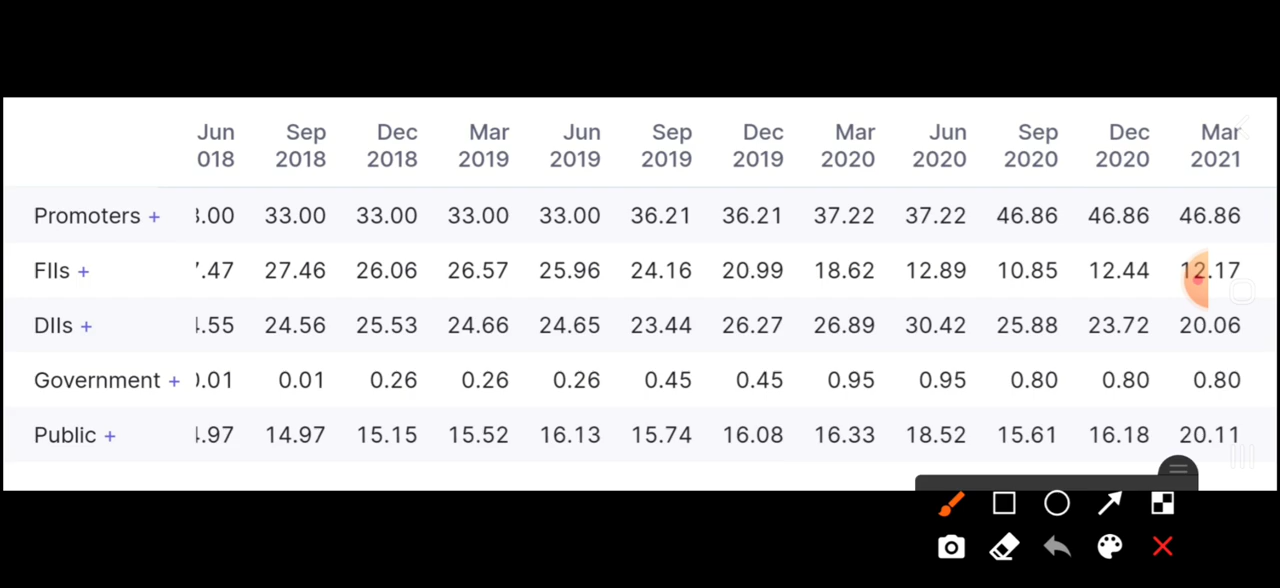 Jun Sep Dec Mar Jun Sep Dec Mar Jun Sep Dec Mar
018 2018 2018 2019 2019 2019 2019 2020 2020 2020 2020 2021
Promoters + .00 33.00 33.00 33.00 33.00 36.21 36.21 37.22 37.22 46.86 46.86 46.86
FIIs + .47 27.46 26.06 26.57 25.96 24.16 20.99 18.62 12.89 10.85 12.44 12.17
DIIs + .55 24.56 25.53 24.66 24.65 23.44 26.27 26.89 30.42 25.88 23.72 20.06
Government + .01 0.01 0.26 0.26 0.26 0.45 0.45 0.95 0.95 0.80 0.80 0.80
Public + .97 14.97 15.15 15.52 16.13 15.74 16.08 16.33 18.52 15.61 16.18 20.11